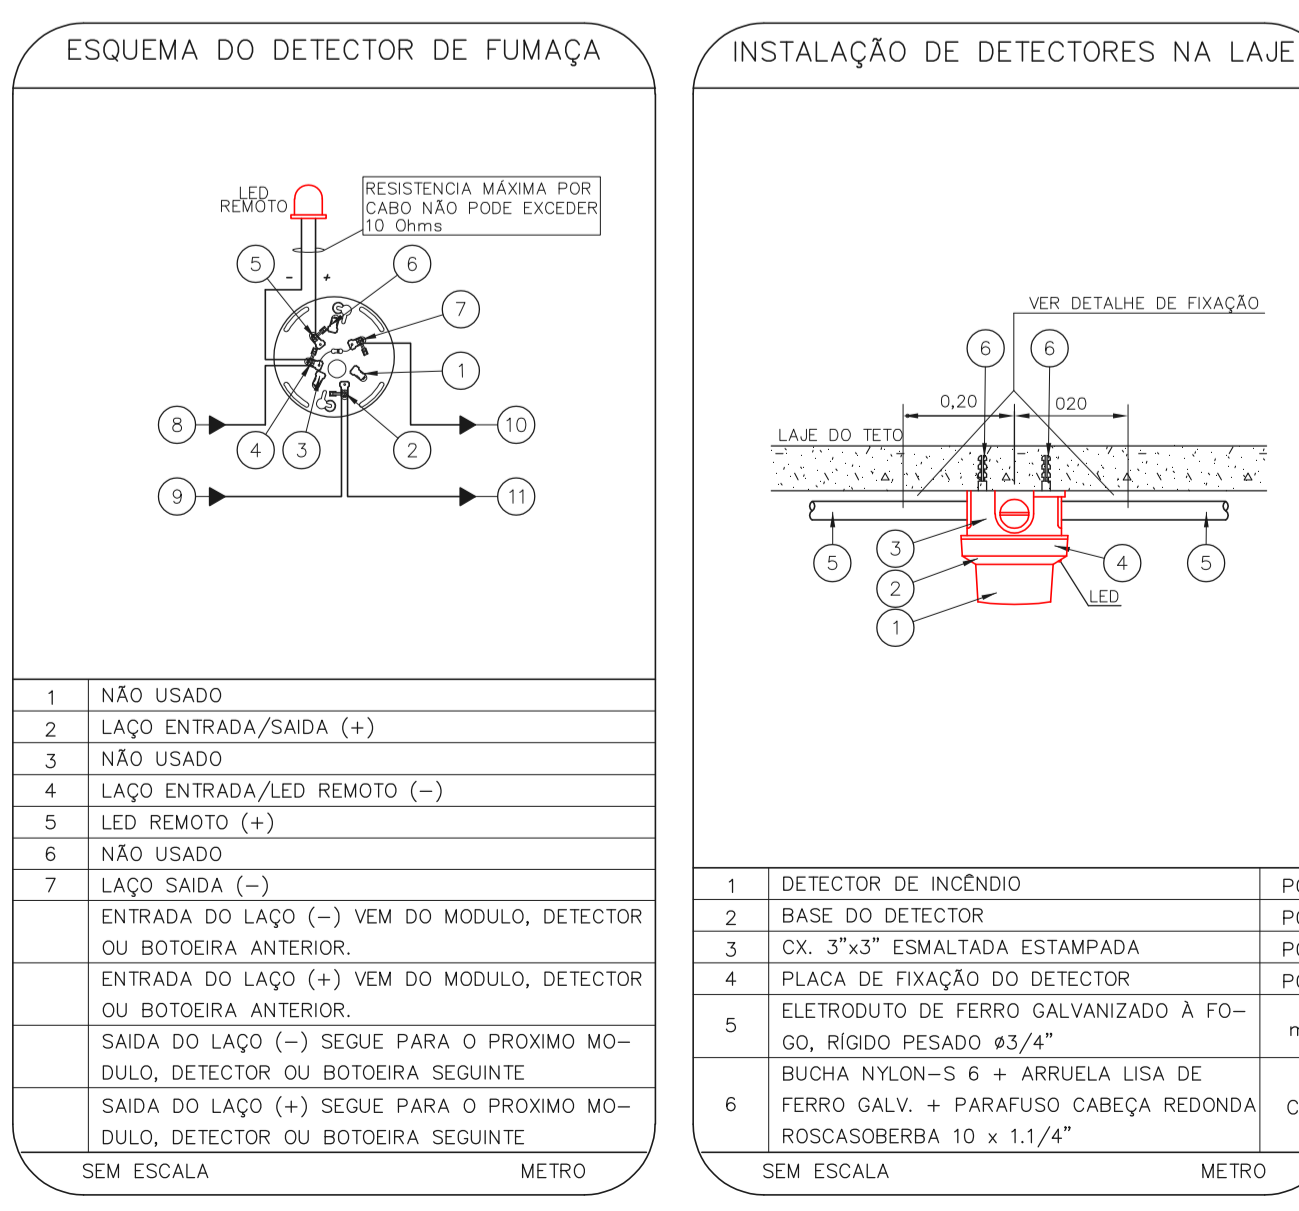 ESQUEMA DO DETECTOR DE FUMAÇA
LED
REMOTO
RESISTENCIA MÁXIMA POR
CABO NÃO PODE EXCEDER
10 Ohms
5
- +
6
7
1
8
10
4
3
2
9
11
1 NÃO USADO
2 LAÇO ENTRADA/SAIDA (+)
3 NÃO USADO
4 LAÇO ENTRADA/LED REMOTO (-)
5 LED REMOTO (+)
6 NÃO USADO
7 LAÇO SAIDA (-)
ENTRADA DO LAÇO (-) VEM DO MODULO, DETECTOR
OU BOTOEIRA ANTERIOR.
ENTRADA DO LAÇO (+) VEM DO MODULO, DETECTOR
OU BOTOEIRA ANTERIOR.
SAIDA DO LAÇO (-) SEGUE PARA O PROXIMO MO-
DULO, DETECTOR OU BOTOEIRA SEGUINTE
SAIDA DO LAÇO (+) SEGUE PARA O PROXIMO MO-
DULO, DETECTOR OU BOTOEIRA SEGUINTE
SEM ESCALA METRO
INSTALAÇÃO DE DETECTORES NA LAJE
VER DETALHE DE FIXAÇÃO
6 6
0,20 020
LAJE DO TETO
3
5
4
5
2
LED
1
1 DETECTOR DE INCÊNDIO
2 BASE DO DETECTOR
3 CX. 3"x3" ESMALTADA ESTAMPADA
4 PLACA DE FIXAÇÃO DO DETECTOR
5 ELETRODUTO DE FERRO GALVANIZADO À FO-
GO, RÍGIDO PESADO ø3/4"
BUCHA NYLON-S 6 + ARRUELA LISA DE
6 FERRO GALV. + PARAFUSO CABEÇA REDONDA
ROSCASOBERBA 10 x 1.1/4"
SEM ESCALA METRO